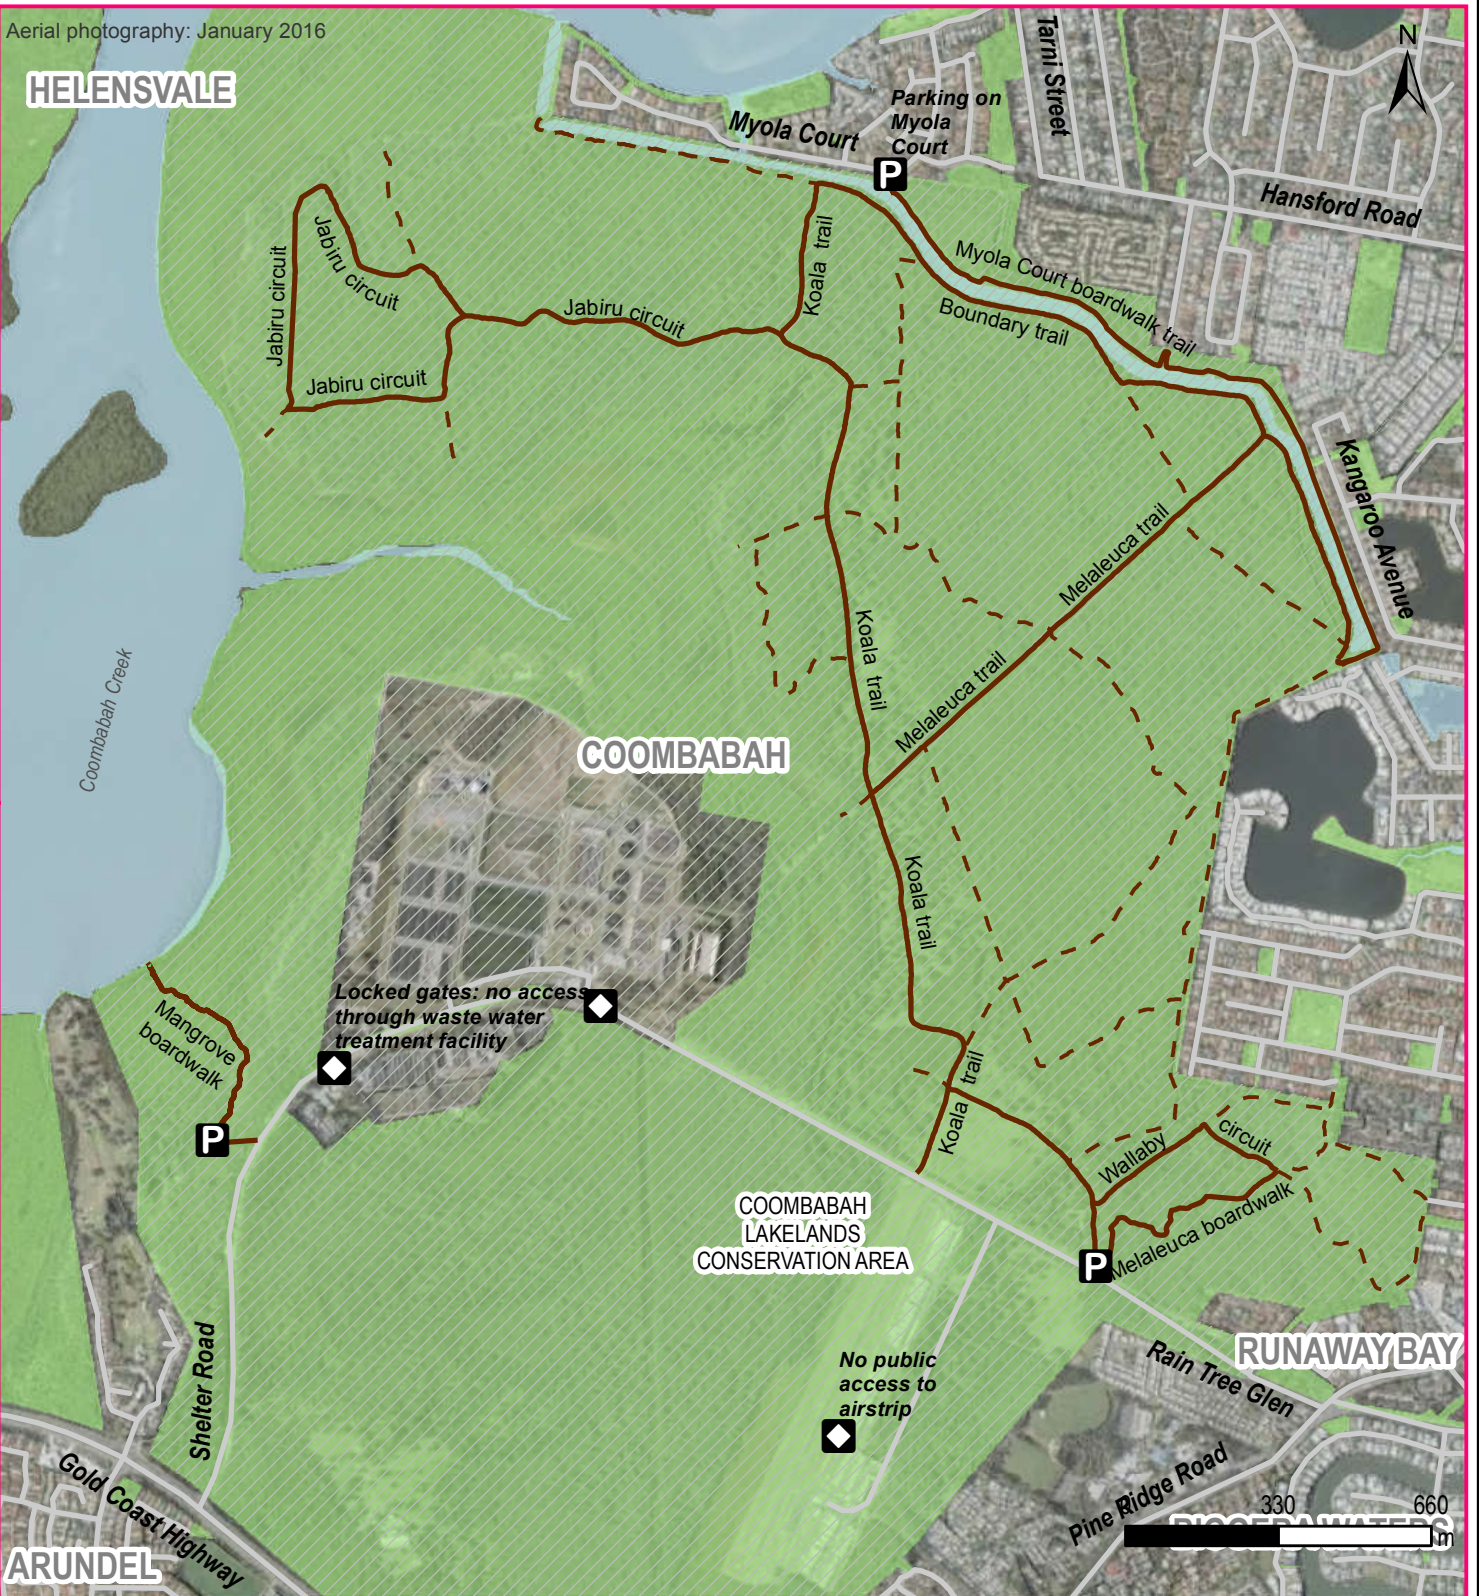 Aerial photography: January 2016
HELENSVALE
N
Tarni Street
Parking on
Myola
Court
Myola Court
P
Hansford Road
Koala trail
Jabiru circuit
Jabiru circuit
Jabiru circuit
Jabiru circuit
Myola Court boardwalk trail
Boundary trail
Kangaroo Avenue
Melaleuca trail
Koala trail
Melaleuca trail
Coombabah Creek
COOMBABAH
Koala trail
Locked gates: no access
through waste water
treatment facility
Mangrove
boardwalk
P
Koala trail
Wallaby circuit
Melaleuca boardwalk
P
COOMBABAH
LAKELANDS
CONSERVATION AREA
Shelter Road
No public
access to
airstrip
Rain Tree Glen
RUNAWAY BAY
Pine Ridge Road
Gold Coast Highway
ARUNDEL
330
660
m